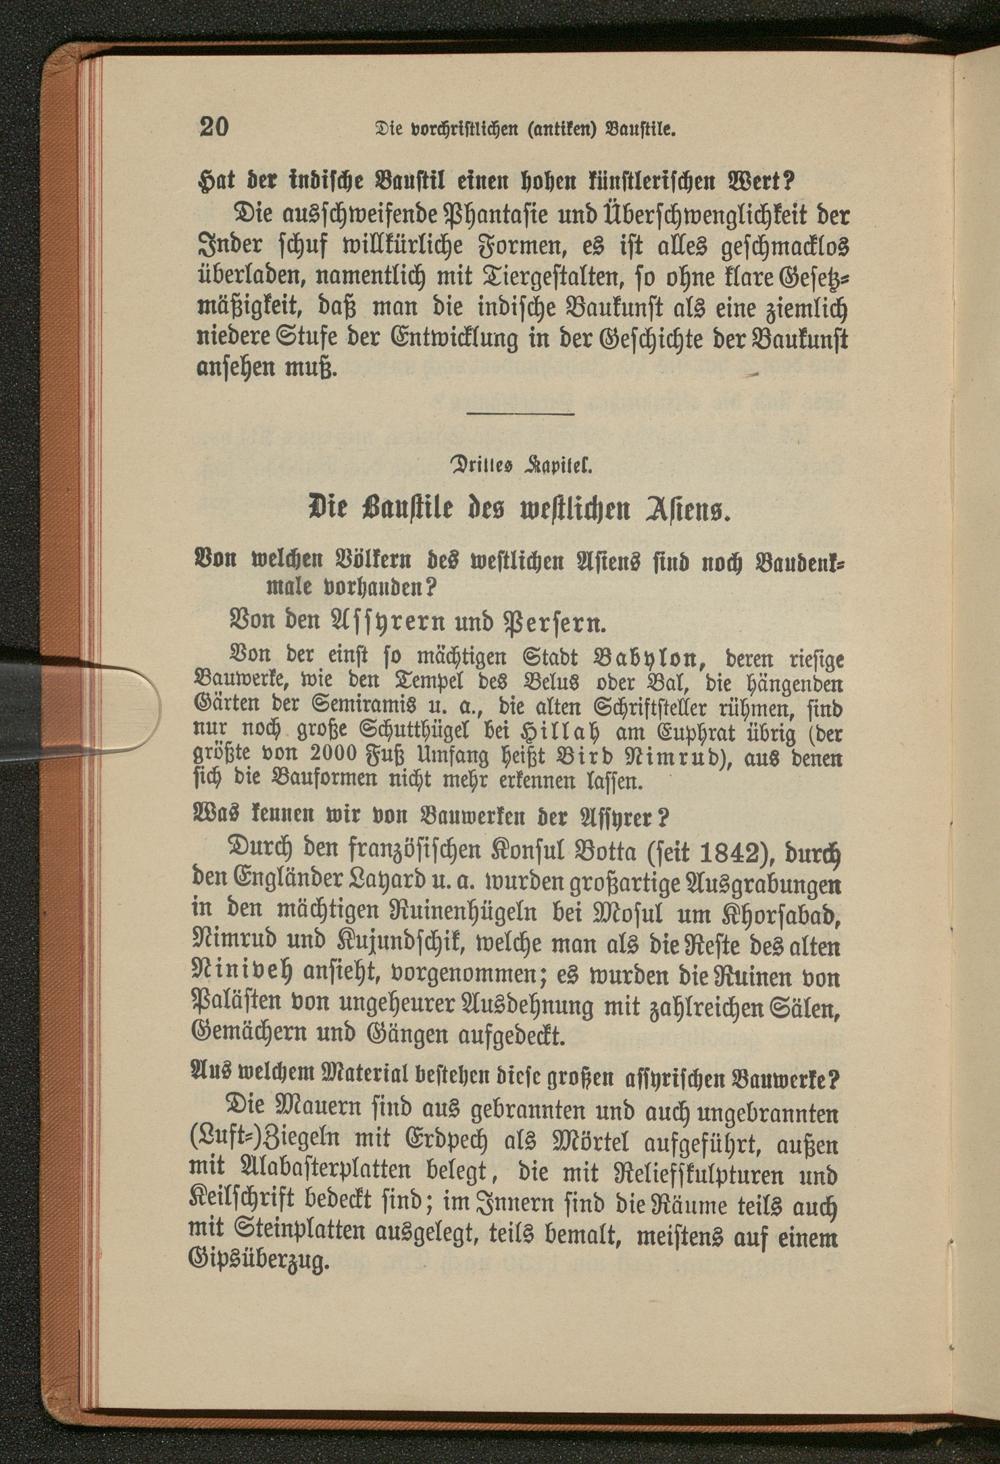 20 Die vorchristlichen (antiken) Baustile.
Hat der indische Baustil einen hohen künstlerischen Wert?
Die ausschweifende Phantasie und Überschwenglichkeit der
Inder schuf willkürliche Formen, es ist alles geschmacklos
überladen, namentlich mit Tiergestalten, so ohne klare Gesetz-
mäßigkeit, daß man die indische Baukunst als eine ziemlich
niedere Stufe der Entwicklung in der Geschichte der Baukunst
ansehen muß.
Drittes Kapitel.
Die Baustile des westlichen Asiens.
Von welchen Völkern des westlichen Asiens sind noch Baudenk-
male vorhanden?
Von den Assyrern und Persern.
Von der einst so mächtigen Stadt Babylon, deren riesige
Bauwerke, wie den Tempel des Belus oder Bal, die hängenden
Gärten der Semiramis u. a., die alten Schriftsteller rühmen, sind
nur noch große Schutthügel bei Hillah am Euphrat übrig (der
größte von 2000 Fuß Umfang heißt Bird Nimrud), aus denen
sich die Bauformen nicht mehr erkennen lassen.
Was kennen wir von Bauwerken der Assyrer?
Durch den französischen Konsul Botta (seit 1842), durch
den Engländer Layard u. a. wurden großartige Ausgrabungen
in den mächtigen Ruinenhügeln bei Mosul um Khorsabad,
Nimrud und Kujundschik, welche man als die Reste des alten
Niniveh ansieht, vorgenommen; es wurden die Ruinen von
Palästen von ungeheurer Ausdehnung mit zahlreichen Sälen,
Gemächern und Gängen aufgedeckt.
Aus welchem Material bestehen diese großen assyrischen Bauwerke?
Die Mauern sind aus gebrannten und auch ungebrannten
(Luft-)Ziegeln mit Erdpech als Mörtel aufgeführt, außen
mit Alabasterplatten belegt, die mit Reliefskulpturen und
Keilschrift bedeckt sind; im Innern sind die Räume teils auch
mit Steinplatten ausgelegt, teils bemalt, meistens auf einem
Gipsüberzug.